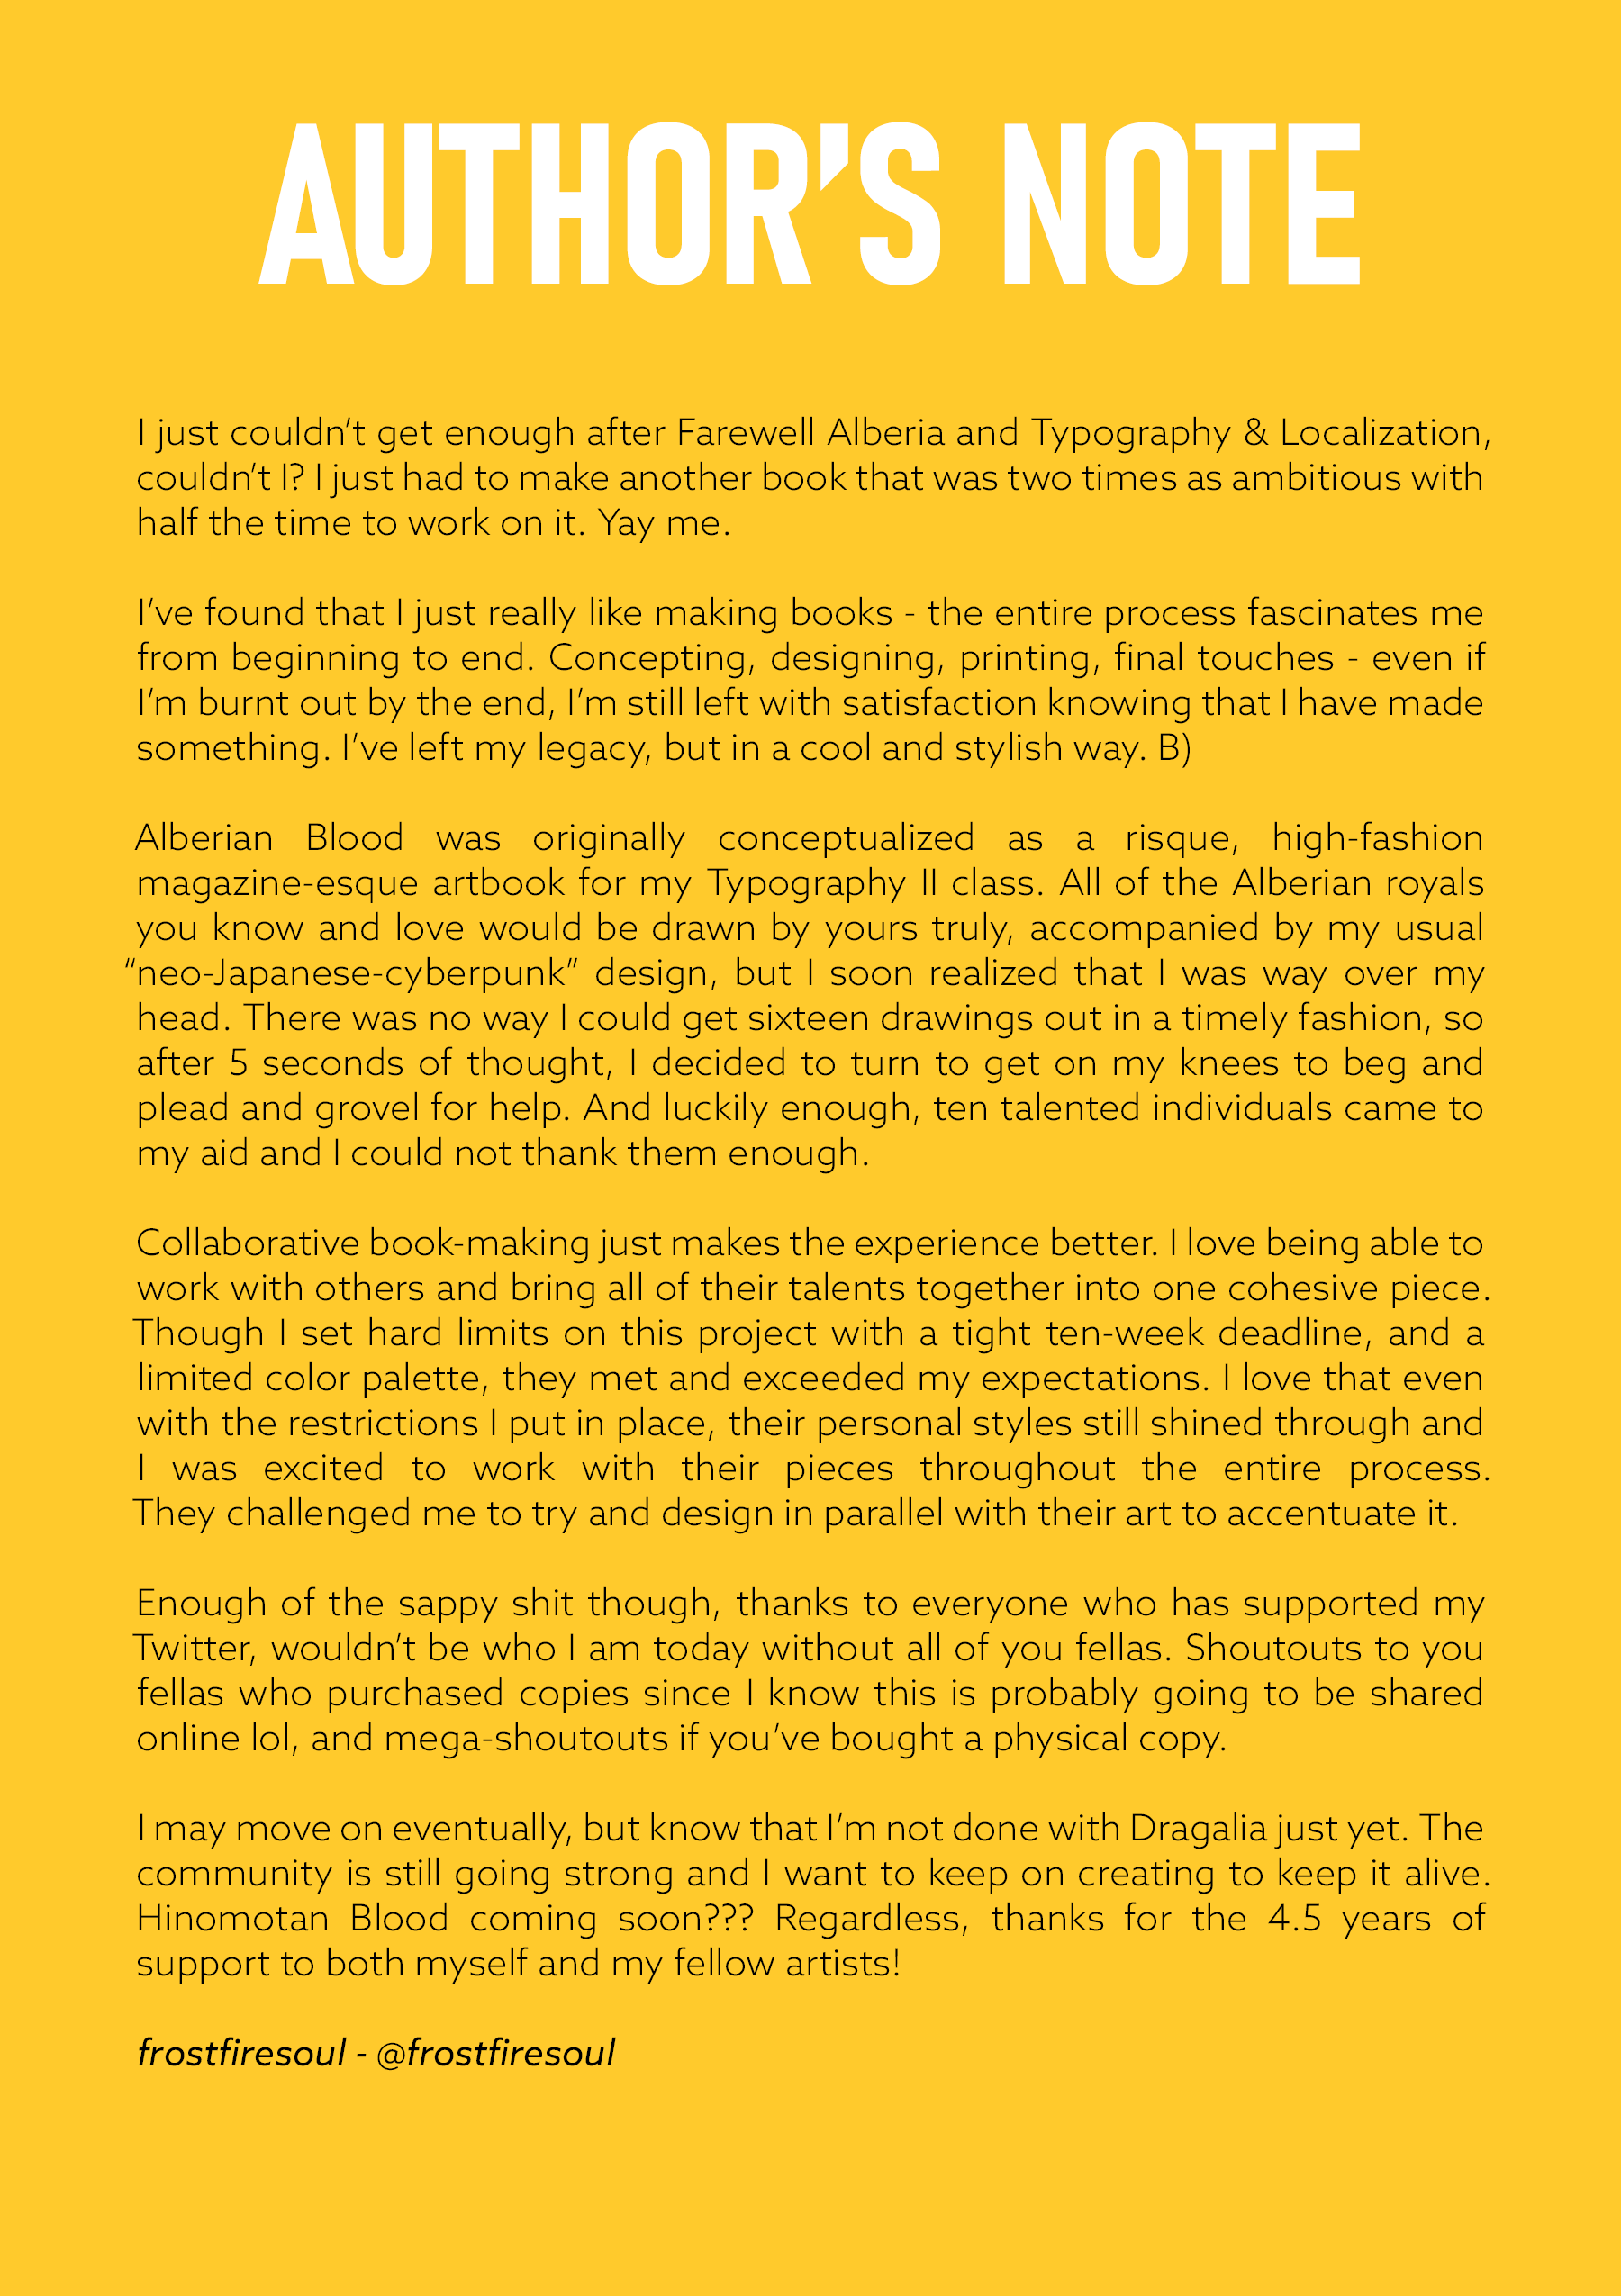 AUTHOR’S NOTE
I just couldn’t get enough after Farewell Alberia and Typography & Localization,
couldn’t I? I just had to make another book that was two times as ambitious with
half the time to work on it. Yay me.
I’ve found that I just really like making books - the entire process fascinates me
from beginning to end. Concepting, designing, printing, final touches - even if
I’m burnt out by the end, I’m still left with satisfaction knowing that I have made
something. I’ve left my legacy, but in a cool and stylish way. B)
Alberian Blood was originally conceptualized as a risque, high-fashion
magazine-esque artbook for my Typography II class. All of the Alberian royals
you know and love would be drawn by yours truly, accompanied by my usual
“neo-Japanese-cyberpunk” design, but I soon realized that I was way over my
head. There was no way I could get sixteen drawings out in a timely fashion, so
after 5 seconds of thought, I decided to turn to get on my knees to beg and
plead and grovel for help. And luckily enough, ten talented individuals came to
my aid and I could not thank them enough.
Collaborative book-making just makes the experience better. I love being able to
work with others and bring all of their talents together into one cohesive piece.
Though I set hard limits on this project with a tight ten-week deadline, and a
limited color palette, they met and exceeded my expectations. I love that even
with the restrictions I put in place, their personal styles still shined through and
I was excited to work with their pieces throughout the entire process.
They challenged me to try and design in parallel with their art to accentuate it.
Enough of the sappy shit though, thanks to everyone who has supported my
Twitter, wouldn’t be who I am today without all of you fellas. Shoutouts to you
fellas who purchased copies since I know this is probably going to be shared
online lol, and mega-shoutouts if you’ve bought a physical copy.
I may move on eventually, but know that I’m not done with Dragalia just yet. The
community is still going strong and I want to keep on creating to keep it alive.
Hinomotan Blood coming soon??? Regardless, thanks for the 4.5 years of
support to both myself and my fellow artists!
frostfiresoul - @frostfiresoul